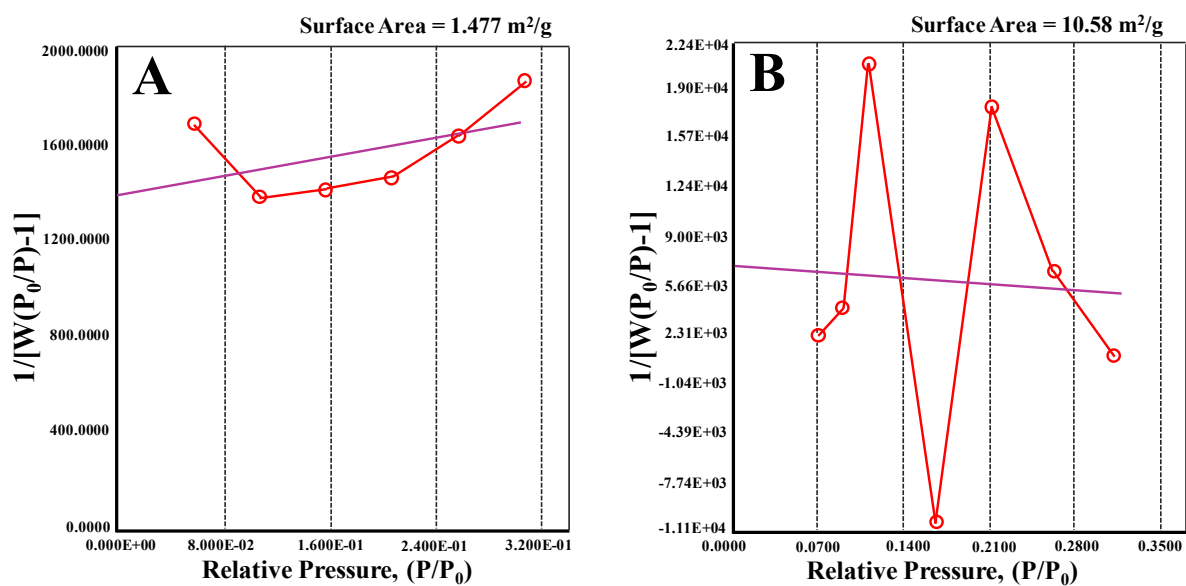 Surface Area = 1.477 m²/g
A
2000.0000
1600.0000
1200.0000
800.0000
400.0000
0.0000
1/[W(P₀/P)-1]
0.000E+00 8.000E-02 1.600E-01 2.400E-01 3.200E-01
Relative Pressure, (P/P₀)
Surface Area = 10.58 m²/g
B
2.24E+04
1.90E+04
1.57E+04
1.24E+04
9.00E+03
5.66E+03
2.31E+03
-1.04E+03
-4.39E+03
-7.74E+03
-1.11E+04
1/[W(P₀/P)-1]
0.0000 0.0700 0.1400 0.2100 0.2800 0.3500
Relative Pressure, (P/P₀)